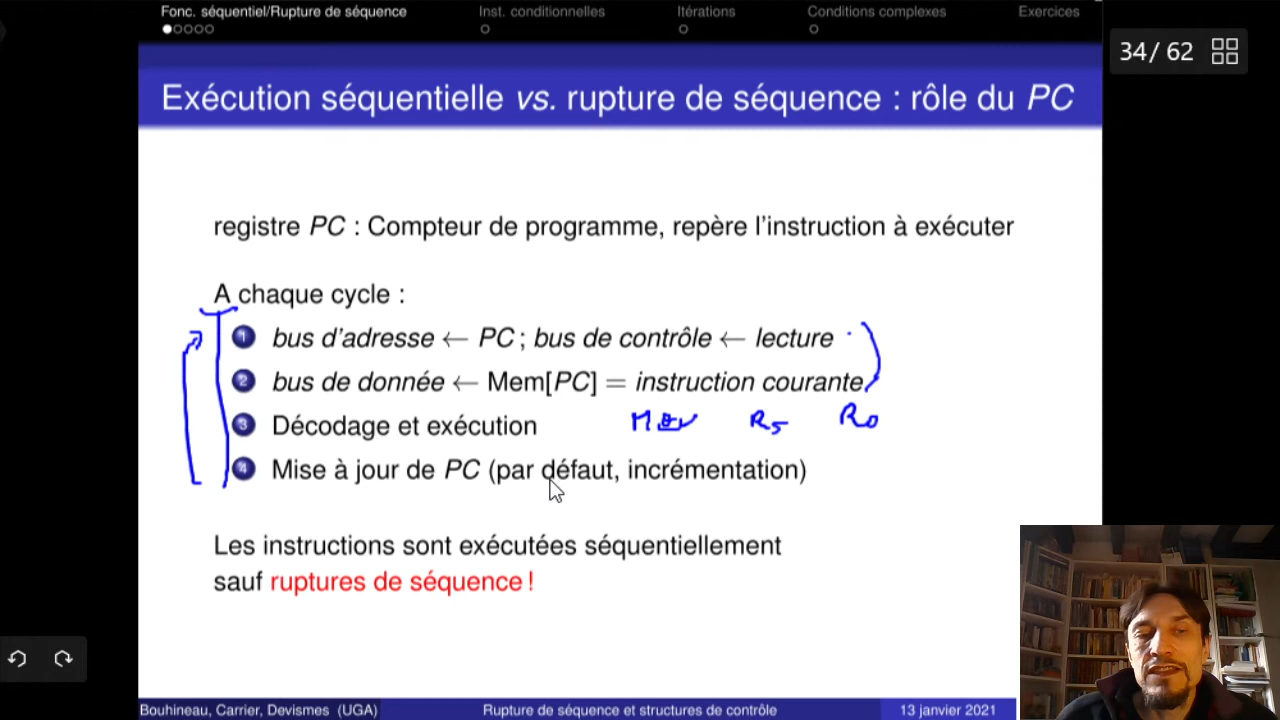 Fonc. séquentiel/Rupture de séquence Inst. conditionnelles Itérations Conditions complexes Exercices
34/ 62
Exécution séquentielle vs. rupture de séquence : rôle du PC
registre PC : Compteur de programme, repère l'instruction à exécuter
A chaque cycle :
1 bus d'adresse ← PC ; bus de contrôle ← lecture
2 bus de donnée ← Mem[PC] = instruction courante
MOV R5 R0
3 Décodage et exécution
4 Mise à jour de PC (par défaut, incrémentation)
Les instructions sont exécutées séquentiellement
sauf ruptures de séquence !
Bouhineau, Carrier, Devismes (UGA) Rupture de séquence et structures de contrôle 13 janvier 2021